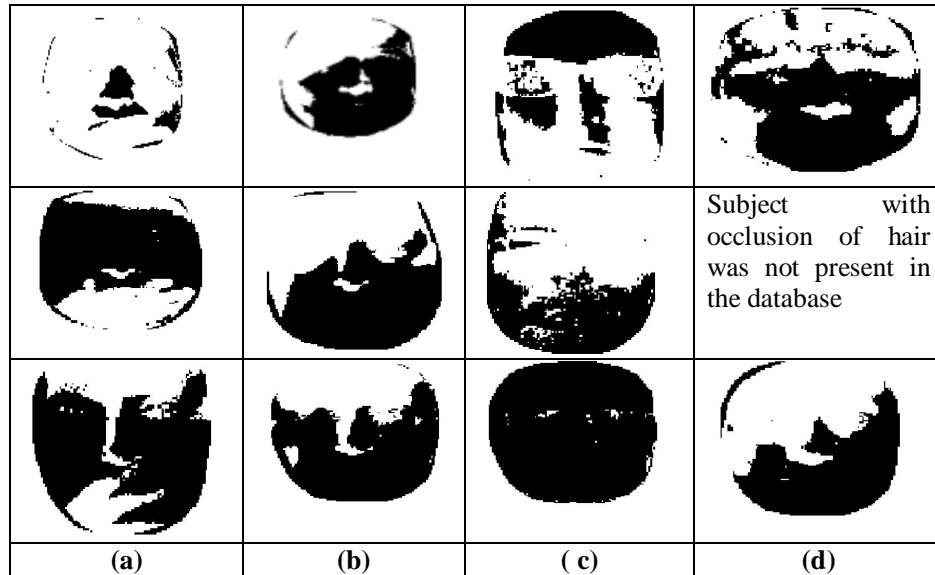 Subject with
occlusion of hair
was not present in
the database
(a) (b) ( c) (d)